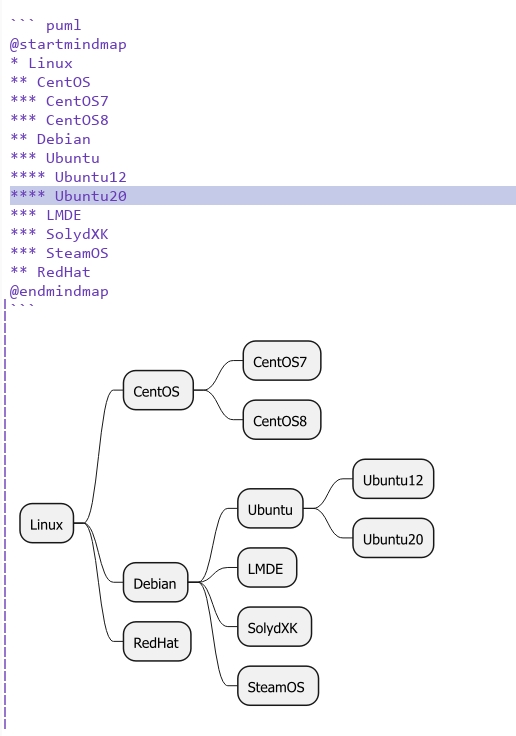 ``` puml
@startmindmap
* Linux
** CentOS
*** CentOS7
*** CentOS8
** Debian
*** Ubuntu
**** Ubuntu12
**** Ubuntu20
*** LMDE
*** SolydXK
*** SteamOS
** RedHat
@endmindmap
```
CentOS7
CentOS
CentOS8
Ubuntu12
Ubuntu
Linux
Ubuntu20
LMDE
Debian
SolydXK
RedHat
SteamOS